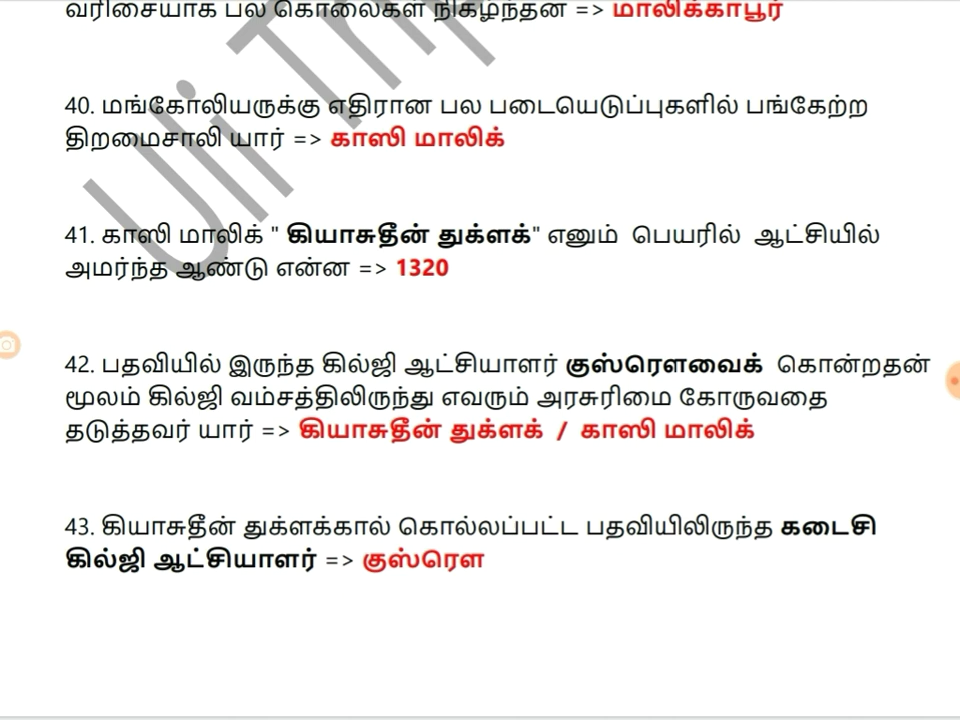 வரிசையாக பல கொலைகள் நிகழ்ந்தன => மாலிக்காபூர்
40. மங்கோலியருக்கு எதிரான பல படையெடுப்புகளில் பங்கேற்ற
திறமைசாலி யார் => காஸி மாலிக்
41. காஸி மாலிக் " கியாசுதீன் துக்ளக்" எனும் பெயரில் ஆட்சியில்
அமர்ந்த ஆண்டு என்ன => 1320
42. பதவியில் இருந்த கில்ஜி ஆட்சியாளர் குஸ்ரௌவைக் கொன்றதன்
மூலம் கில்ஜி வம்சத்திலிருந்து எவரும் அரசுரிமை கோருவதை
தடுத்தவர் யார் => கியாசுதீன் துக்ளக் / காஸி மாலிக்
43. கியாசுதீன் துக்ளக்கால் கொல்லப்பட்ட பதவியிலிருந்த கடைசி
கில்ஜி ஆட்சியாளர் => குஸ்ரௌ